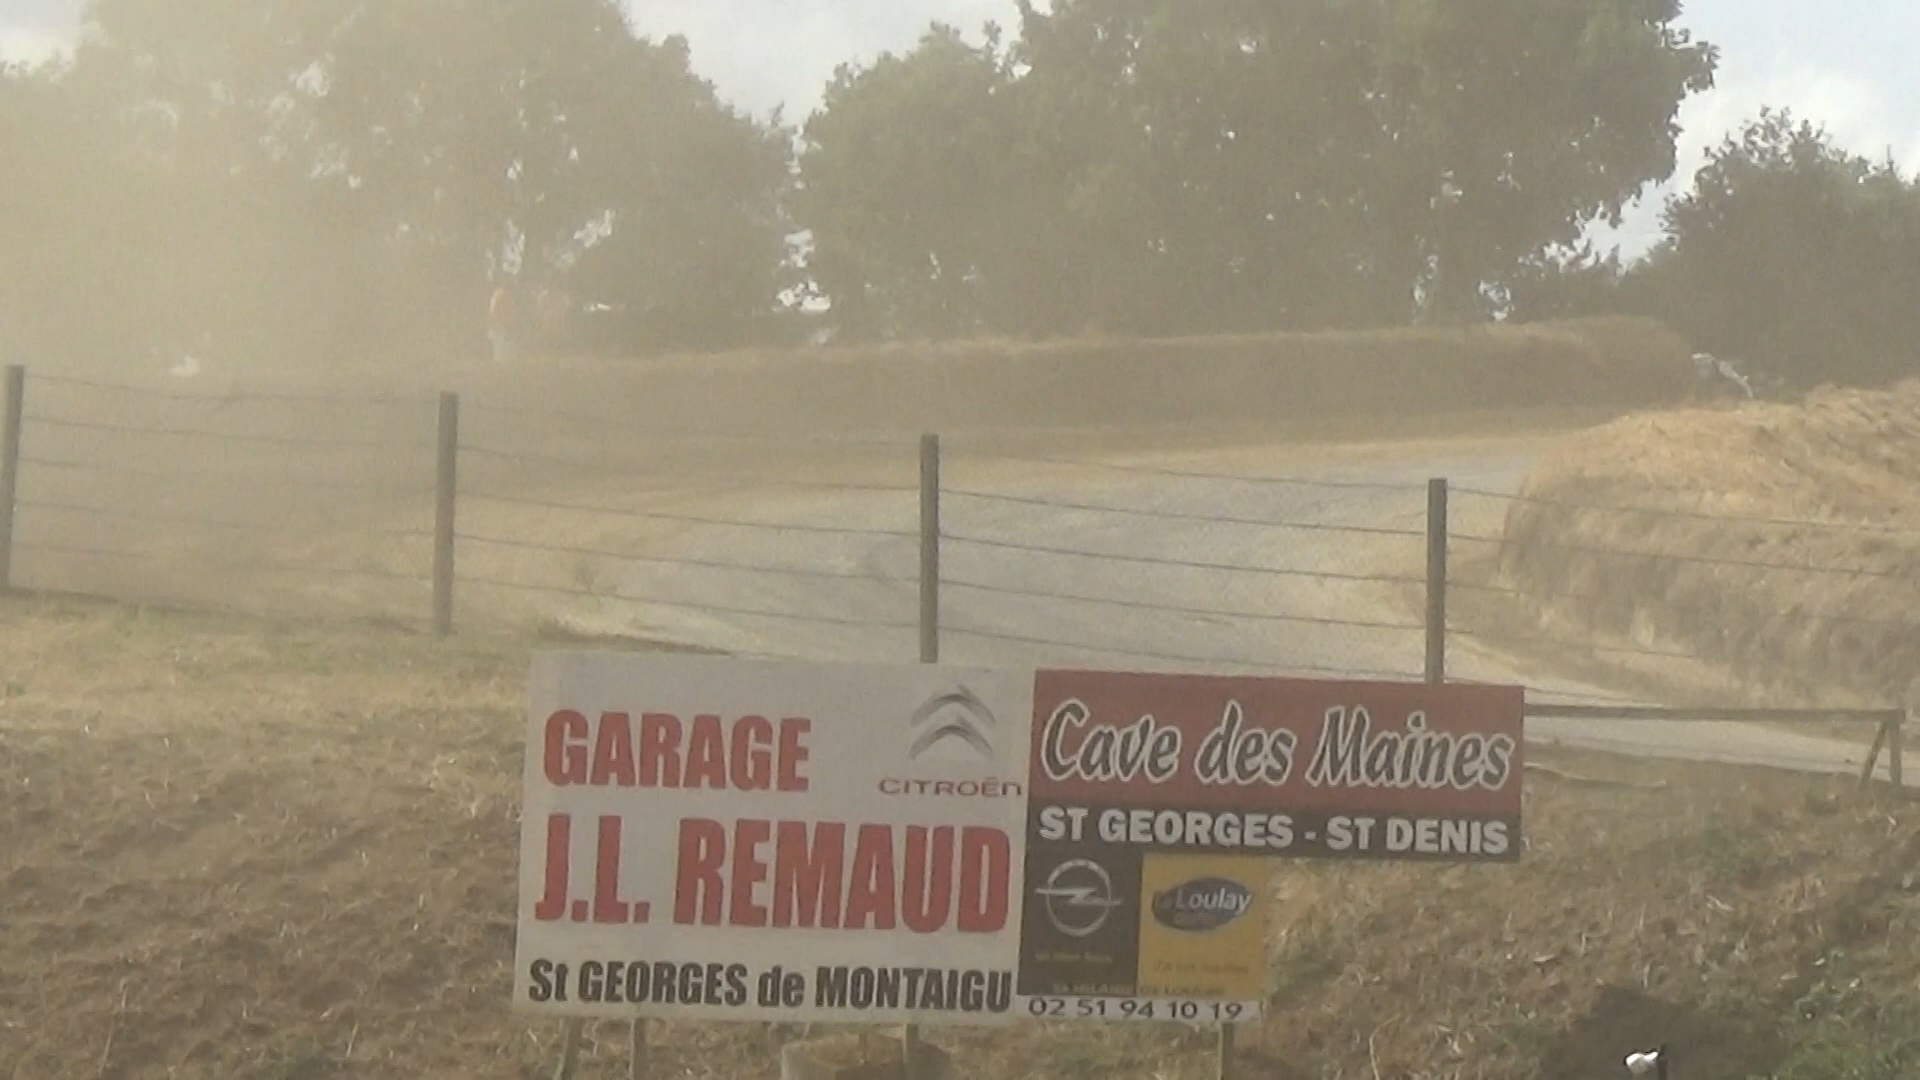 GARAGE
CITROËN
J.L. REMAUD
St GEORGES de MONTAIGU
Cave des Maines
ST GEORGES - ST DENIS
Loulay
02 51 94 10 19